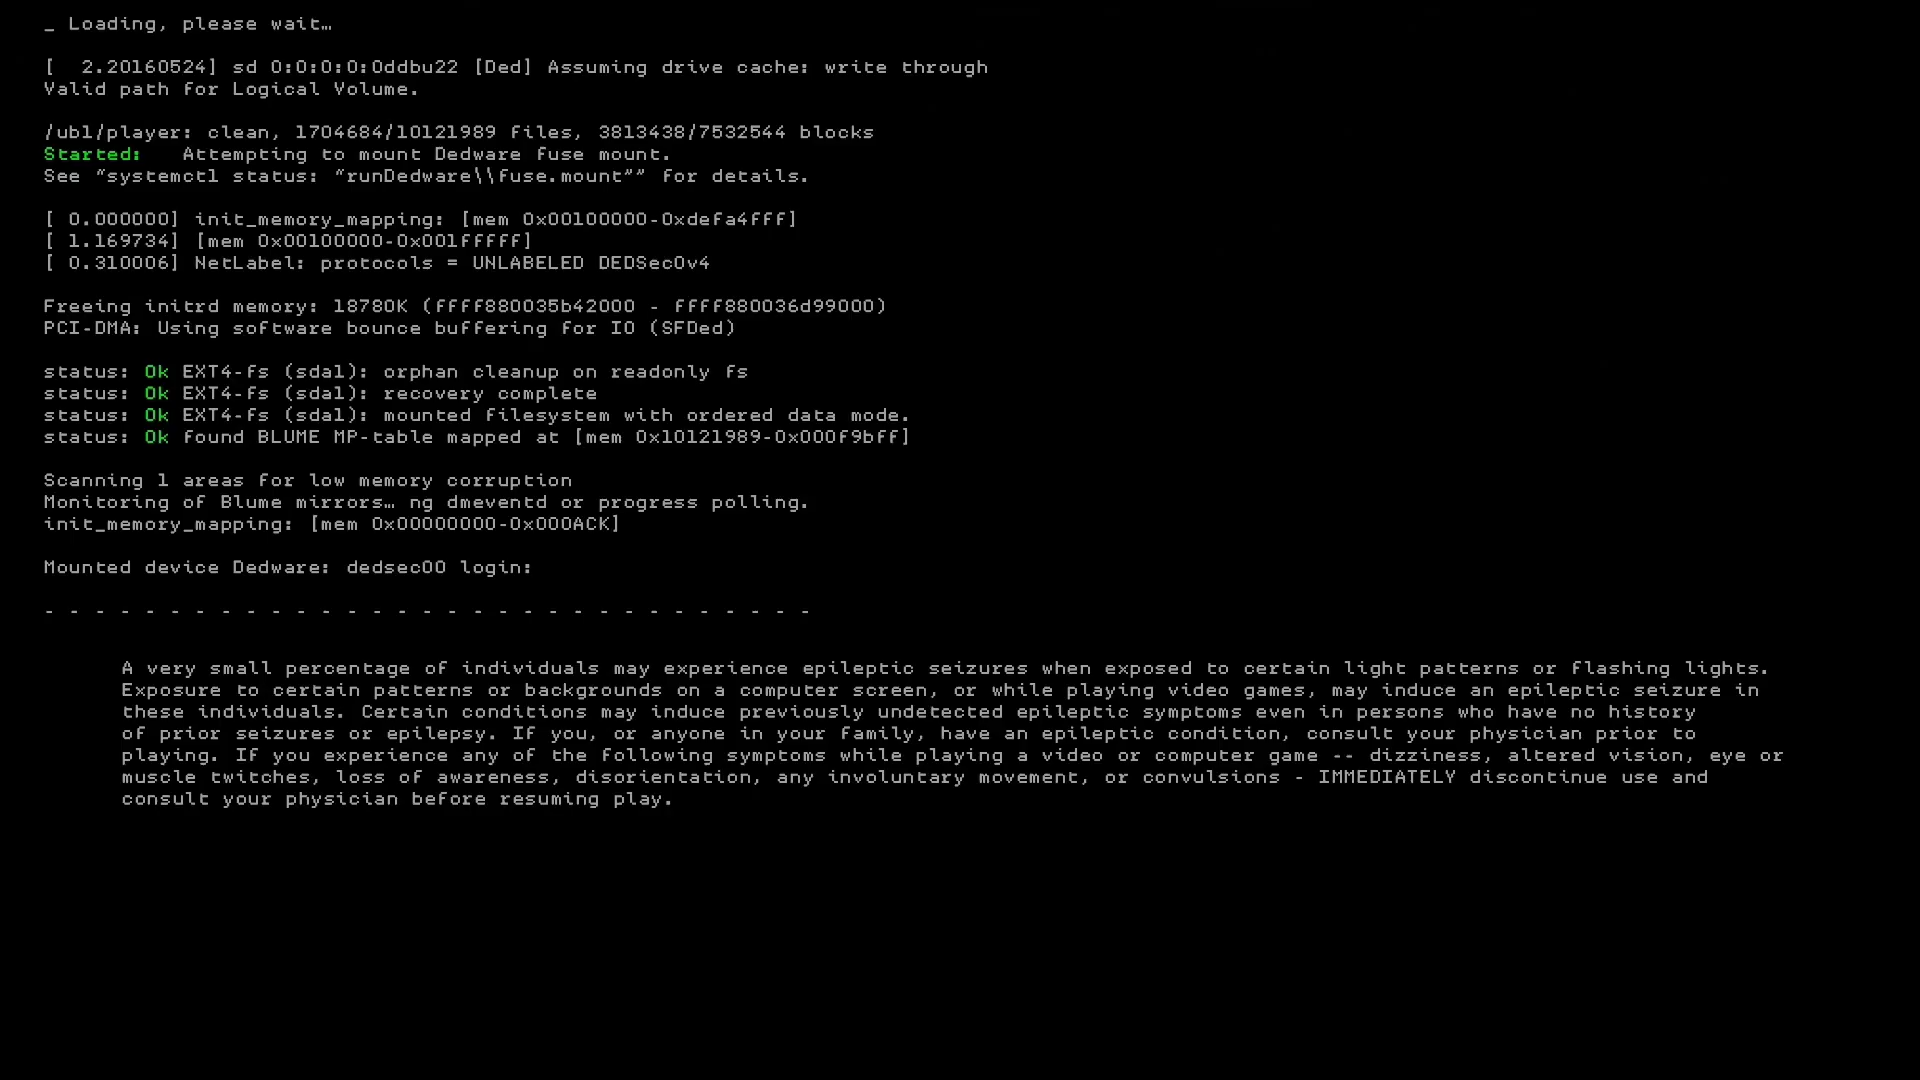 _ Loading, please wait…
[  2.20160524] sd 0:0:0:0:0ddbu22 [Ded] Assuming drive cache: write through
Valid path for Logical Volume.
/ubl/player: clean, 1704684/10121989 files, 3813438/7532544 blocks
Started:   Attempting to mount Dedware fuse mount.
See “systemctl status: “runDedware\\fuse.mount”” for details.
[ 0.000000] init_memory_mapping: [mem 0x00100000-0xdefa4fff]
[ 1.169734] [mem 0x00100000-0x001fffff]
[ 0.310006] NetLabel: protocols = UNLABELED DEDSecOv4
Freeing initrd memory: 18780K (ffff880035b42000 - ffff880036d99000)
PCI-DMA: Using software bounce buffering for IO (SFDed)
status: Ok EXT4-fs (sda1): orphan cleanup on readonly fs
status: Ok EXT4-fs (sda1): recovery complete
status: Ok EXT4-fs (sda1): mounted filesystem with ordered data mode.
status: Ok found BLUME MP-table mapped at [mem 0x10121989-0x000f9bff]
Scanning 1 areas for low memory corruption
Monitoring of Blume mirrors… ng dmeventd or progress polling.
init_memory_mapping: [mem 0x00000000-0x000ACK]
Mounted device Dedware: dedsec00 login:
- - - - - - - - - - - - - - - - - - - - - - - - - - - - - - -
A very small percentage of individuals may experience epileptic seizures when exposed to certain light patterns or flashing lights.
Exposure to certain patterns or backgrounds on a computer screen, or while playing video games, may induce an epileptic seizure in
these individuals. Certain conditions may induce previously undetected epileptic symptoms even in persons who have no history
of prior seizures or epilepsy. If you, or anyone in your family, have an epileptic condition, consult your physician prior to
playing. If you experience any of the following symptoms while playing a video or computer game -- dizziness, altered vision, eye or
muscle twitches, loss of awareness, disorientation, any involuntary movement, or convulsions - IMMEDIATELY discontinue use and
consult your physician before resuming play.